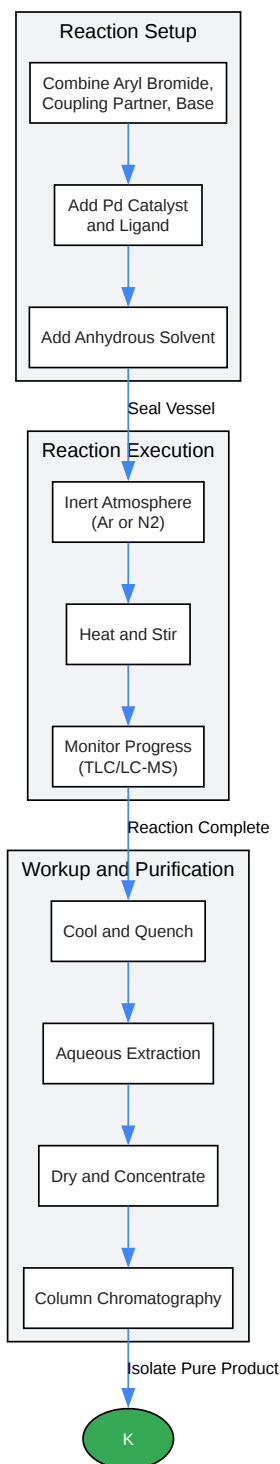 Reaction Setup
Combine Aryl Bromide,
Coupling Partner, Base
Add Pd Catalyst
and Ligand
Add Anhydrous Solvent
Seal Vessel
Reaction Execution
Inert Atmosphere
(Ar or N2)
Heat and Stir
Monitor Progress
(TLC/LC-MS)
Reaction Complete
Workup and Purification
Cool and Quench
Aqueous Extraction
Dry and Concentrate
Column Chromatography
Isolate Pure Product
K